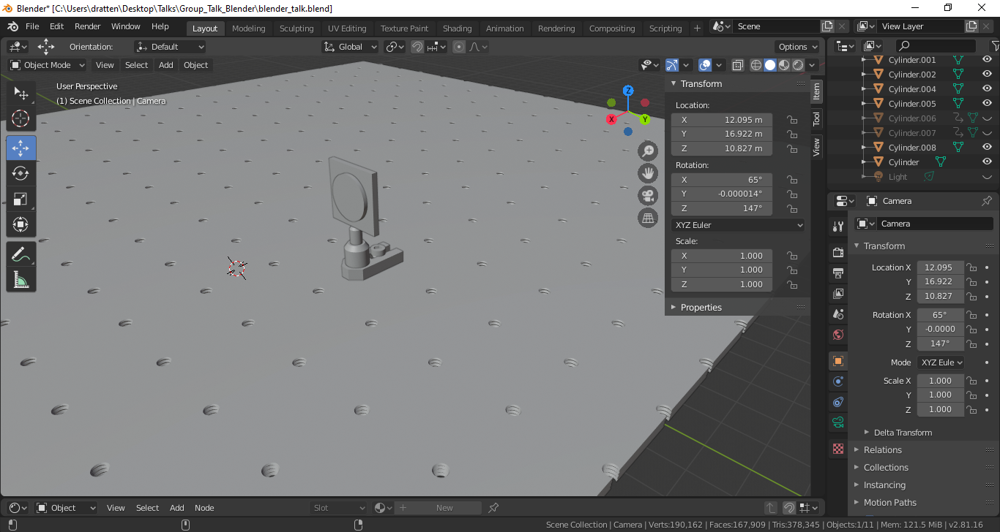 Blender* [C:\Users\dratten\Desktop\Talks\Group_Talk_Blender\blender_talk.blend]
File Edit Render Window Help Layout Modeling Sculpting UV Editing Texture Paint Shading Animation Rendering Compositing Scripting + Scene View Layer
Orientation: Default Global Options
Object Mode View Select Add Object
User Perspective
(1) Scene Collection | Camera
Z
X
Y
Transform
Location:
X 12.095 m
Y 16.922 m
Z 10.827 m
Rotation:
X 65°
Y -0.000014°
Z 147°
XYZ Euler
Scale:
X 1.000
Y 1.000
Z 1.000
Properties
Item
Tool
View
Cylinder.001
Cylinder.002
Cylinder.004
Cylinder.005
Cylinder.006
Cylinder.007
Cylinder.008
Cylinder
Light
Camera
Camera
Transform
Location X 12.095
Y 16.922
Z 10.827
Rotation X 65°
Y -0.0000
Z 147°
Mode XYZ Eule
Scale X 1.000
Y 1.000
Z 1.000
Delta Transform
Relations
Collections
Instancing
Motion Paths
Object View Select Add Node Slot + New
Scene Collection | Camera | Verts:190,162 | Faces:167,909 | Tris:378,345 | Objects:1/11 | Mem: 121.5 MiB | v2.81.16